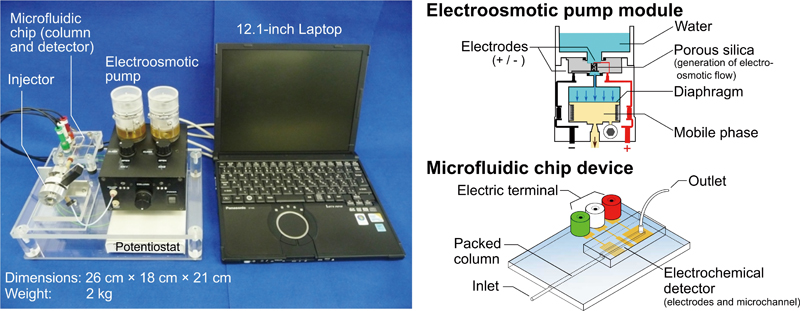 Microfluidic
chip (column
and detector)
Electroosmotic
pump
12.1-inch Laptop
Injector
Panasonic
Potentiostat
Dimensions: 26 cm × 18 cm × 21 cm
Weight: 2 kg
Electroosmotic pump module
Water
Electrodes
(+ / -)
Porous silica
(generation of electro-
osmotic flow)
Diaphragm
Mobile phase
− +
Microfluidic chip device
Electric terminal
Outlet
Packed
column
Inlet
Electrochemical
detector
(electrodes and microchannel)